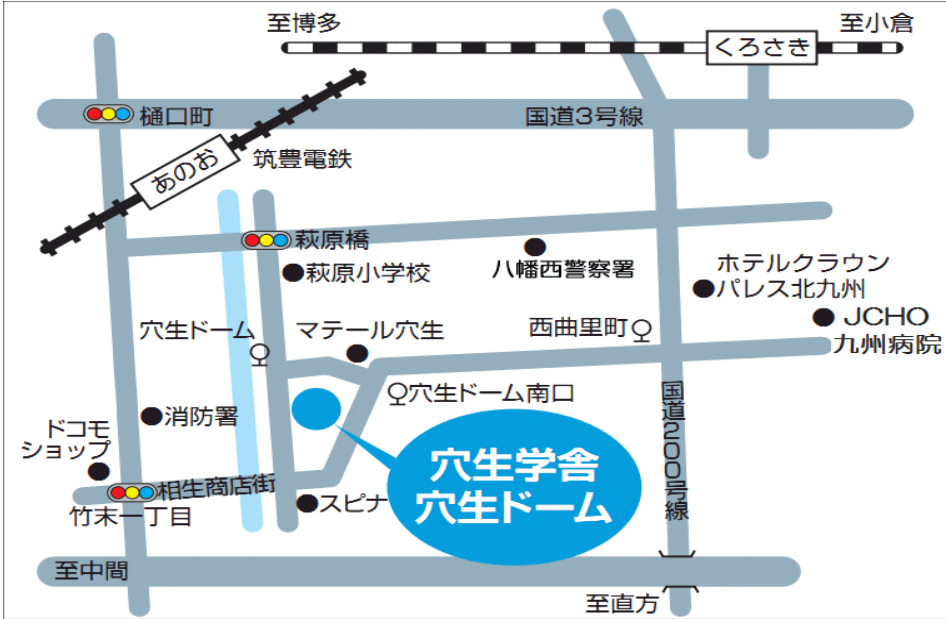 至博多
至小倉
くろさき
樋口町
国道3号線
あのお
筑豊電鉄
萩原橋
萩原小学校
八幡西警察署
ホテルクラウン
パレス北九州
JCHO
九州病院
穴生ドーム
マテール穴生
西曲里町
穴生ドーム南口
消防署
ドコモ
ショップ
国道200号線
穴生学舎
穴生ドーム
相生商店街
スピナ
竹末一丁目
至中間
至直方